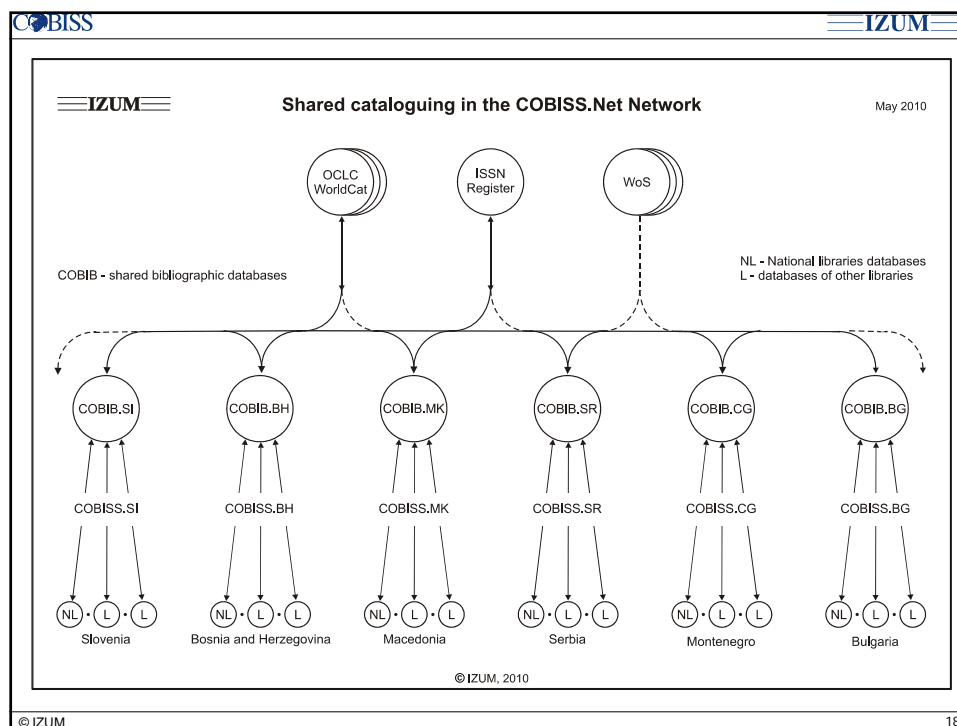 COBISS
IZUM
IZUM
Shared cataloguing in the COBISS.Net Network
May 2010
OCLC
WorldCat
ISSN
Register
WoS
COBIB - shared bibliographic databases
NL - National libraries databases
L - databases of other libraries
COBIB.SI
COBIB.BH
COBIB.MK
COBIB.SR
COBIB.CG
COBIB.BG
COBISS.SI
COBISS.BH
COBISS.MK
COBISS.SR
COBISS.CG
COBISS.BG
NL · L · L
NL · L · L
NL · L · L
NL · L · L
NL · L · L
NL · L · L
Slovenia
Bosnia and Herzegovina
Macedonia
Serbia
Montenegro
Bulgaria
© IZUM, 2010
© IZUM
18